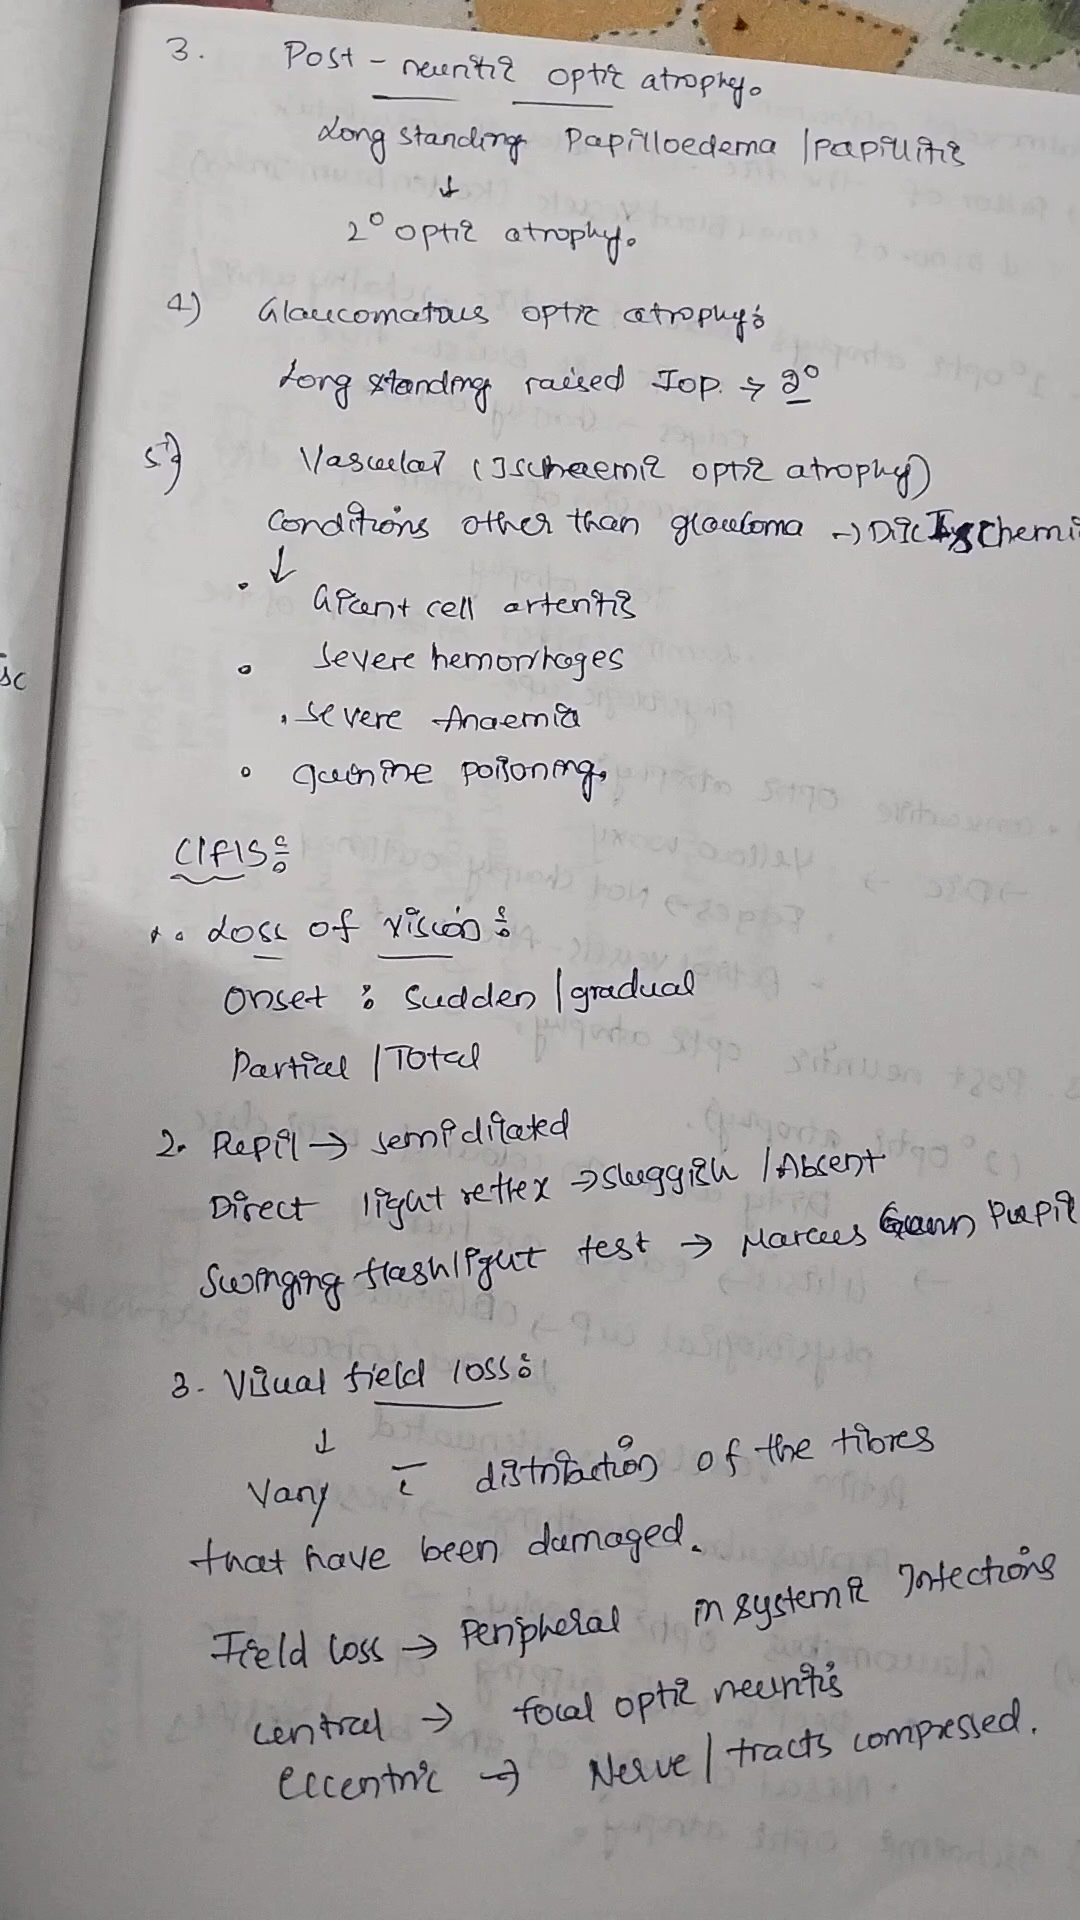 3. Post - neuritic optic atrophy.
Long standing Papilloedema / papillitis
↓
2° optic atrophy.
4) Glaucomatous optic atrophy:
Long standing raised IOP. → 2°
5) Vascular (Ischaemic optic atrophy)
Conditions other than glaucoma → Disc Ischemi
↓
• Giant cell arteritis
• Severe hemorrhages
• Severe Anaemia
• Quinine poisoning.
C/F/S:
Loss of vision:
Onset : Sudden / gradual
Partial / Total
2. Pupil → semidilated
Direct light reflex → sluggish / Absent
Swinging flashlight test → Marcus Gunn Pupil
3. Visual field loss:
↓
Vary c̄ distribution of the fibres
that have been damaged.
Field loss → Peripheral in systemic Infections
central → focal optic neuritis
eccentric → Nerve / tracts compressed.
sc